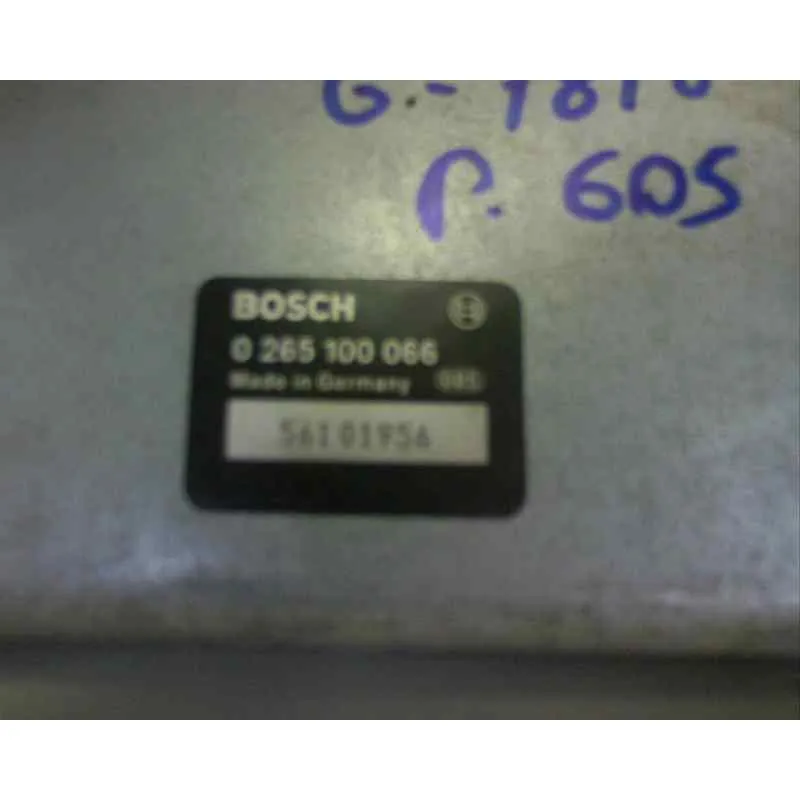 P. 605
BOSCH
0 265 100 066
Made in Germany
56101956